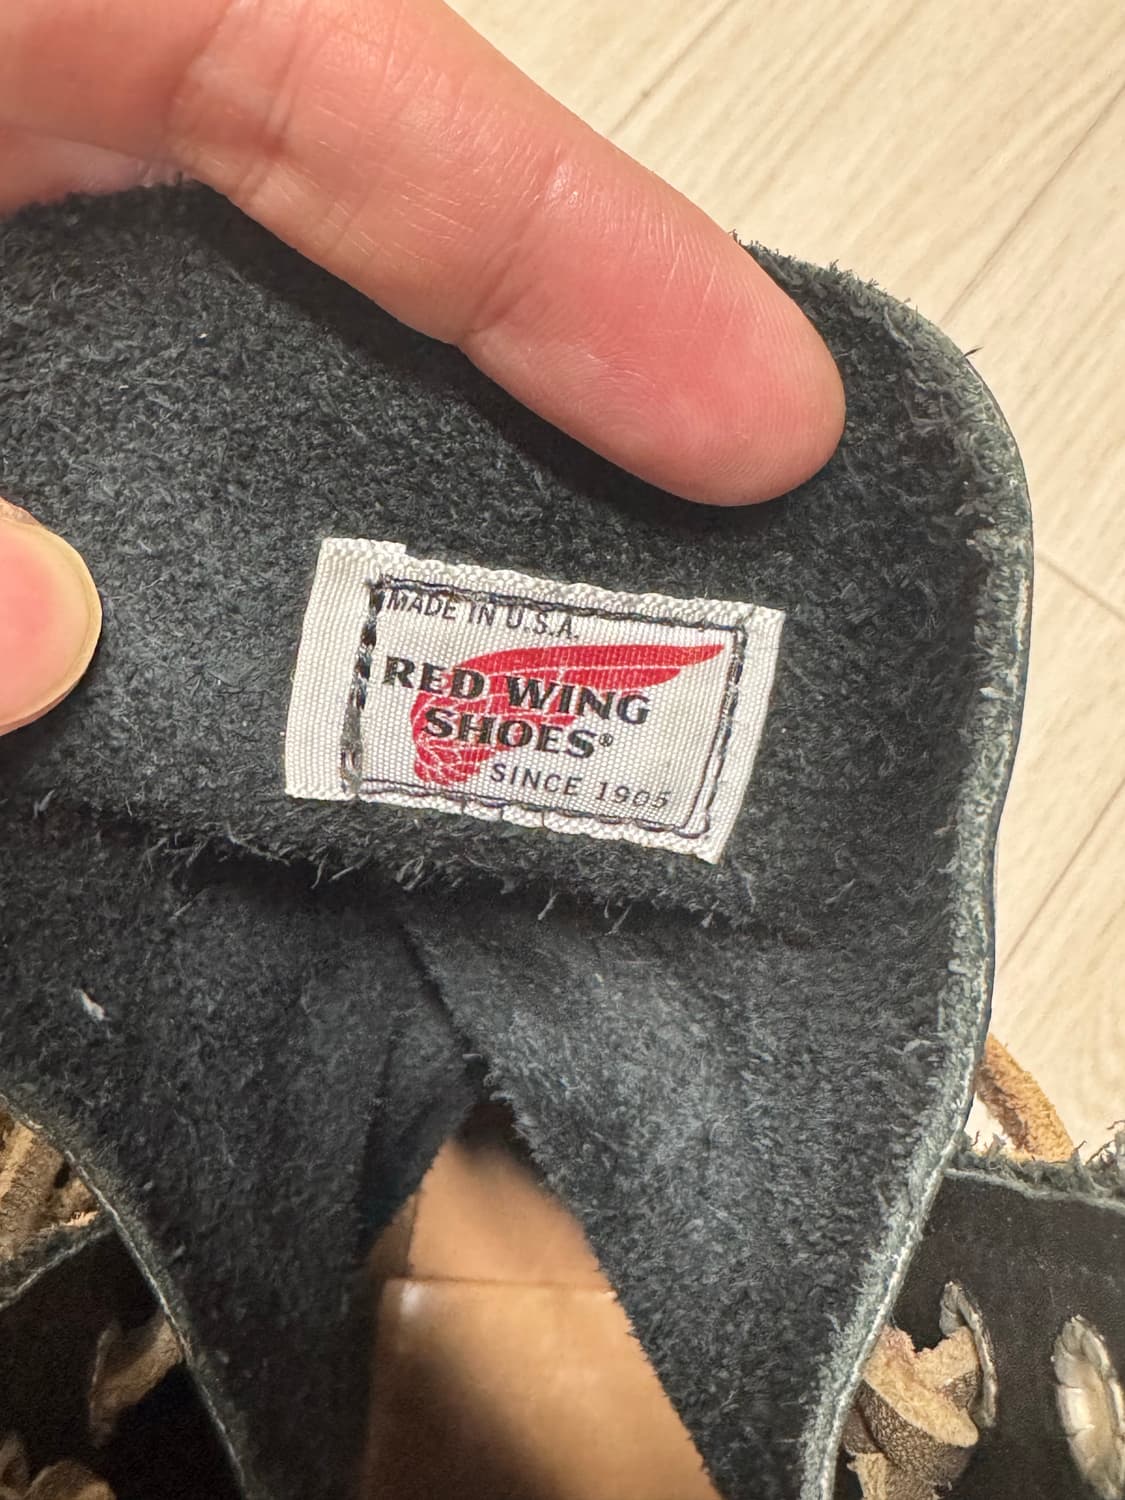 MADE IN U.S.A.
RED WING
SHOES®
SINCE 1905